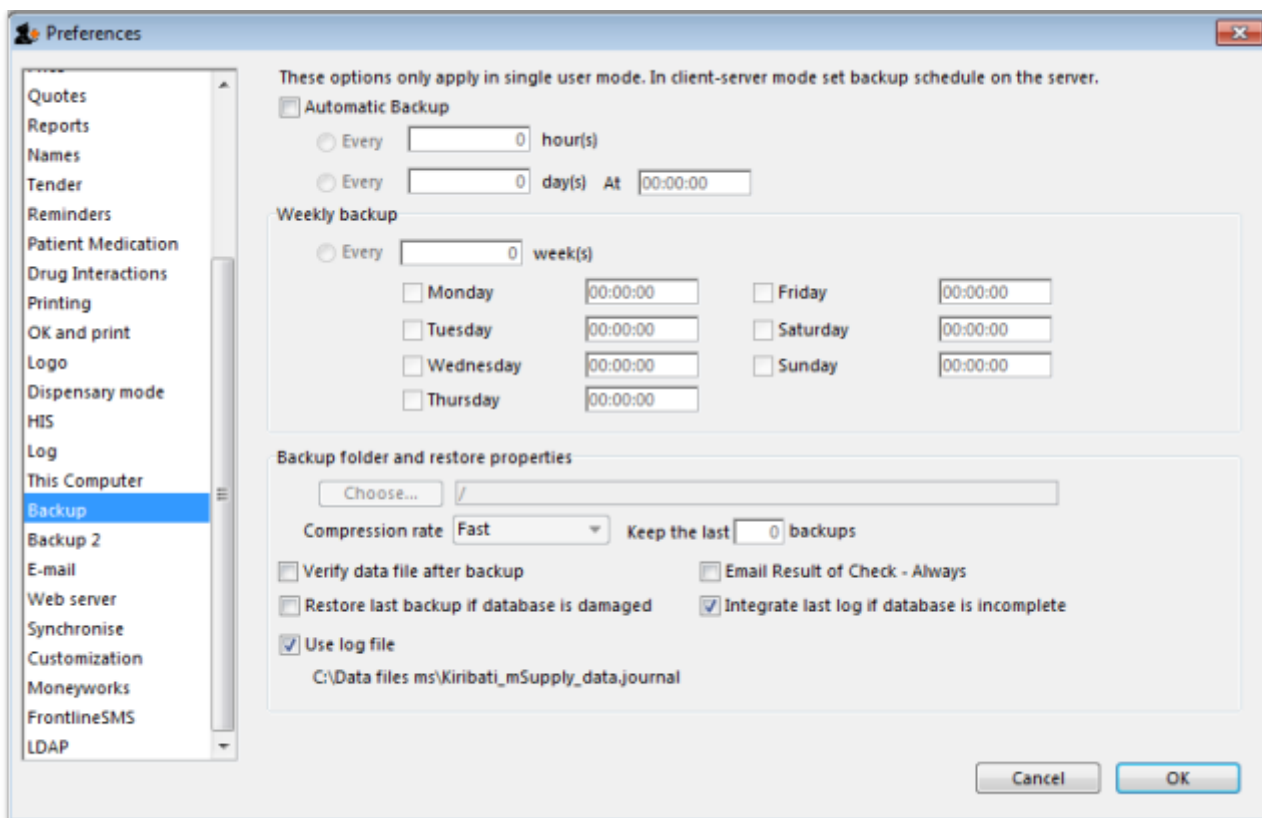 Preferences
Quotes
Reports
Names
Tender
Reminders
Patient Medication
Drug Interactions
Printing
OK and print
Logo
Dispensary mode
HIS
Log
This Computer
Backup
Backup 2
E-mail
Web server
Synchronise
Customization
Moneyworks
FrontlineSMS
LDAP
These options only apply in single user mode. In client-server mode set backup schedule on the server.
Automatic Backup
Every 0 hour(s)
Every 0 day(s) At 00:00:00
Weekly backup
Every 0 week(s)
Monday 00:00:00 Friday 00:00:00
Tuesday 00:00:00 Saturday 00:00:00
Wednesday 00:00:00 Sunday 00:00:00
Thursday 00:00:00
Backup folder and restore properties
Choose... /
Compression rate Fast Keep the last 0 backups
Verify data file after backup Email Result of Check - Always
Restore last backup if database is damaged Integrate last log if database is incomplete
Use log file
C:\Data files ms\Kiribati_mSupply_data.journal
Cancel OK